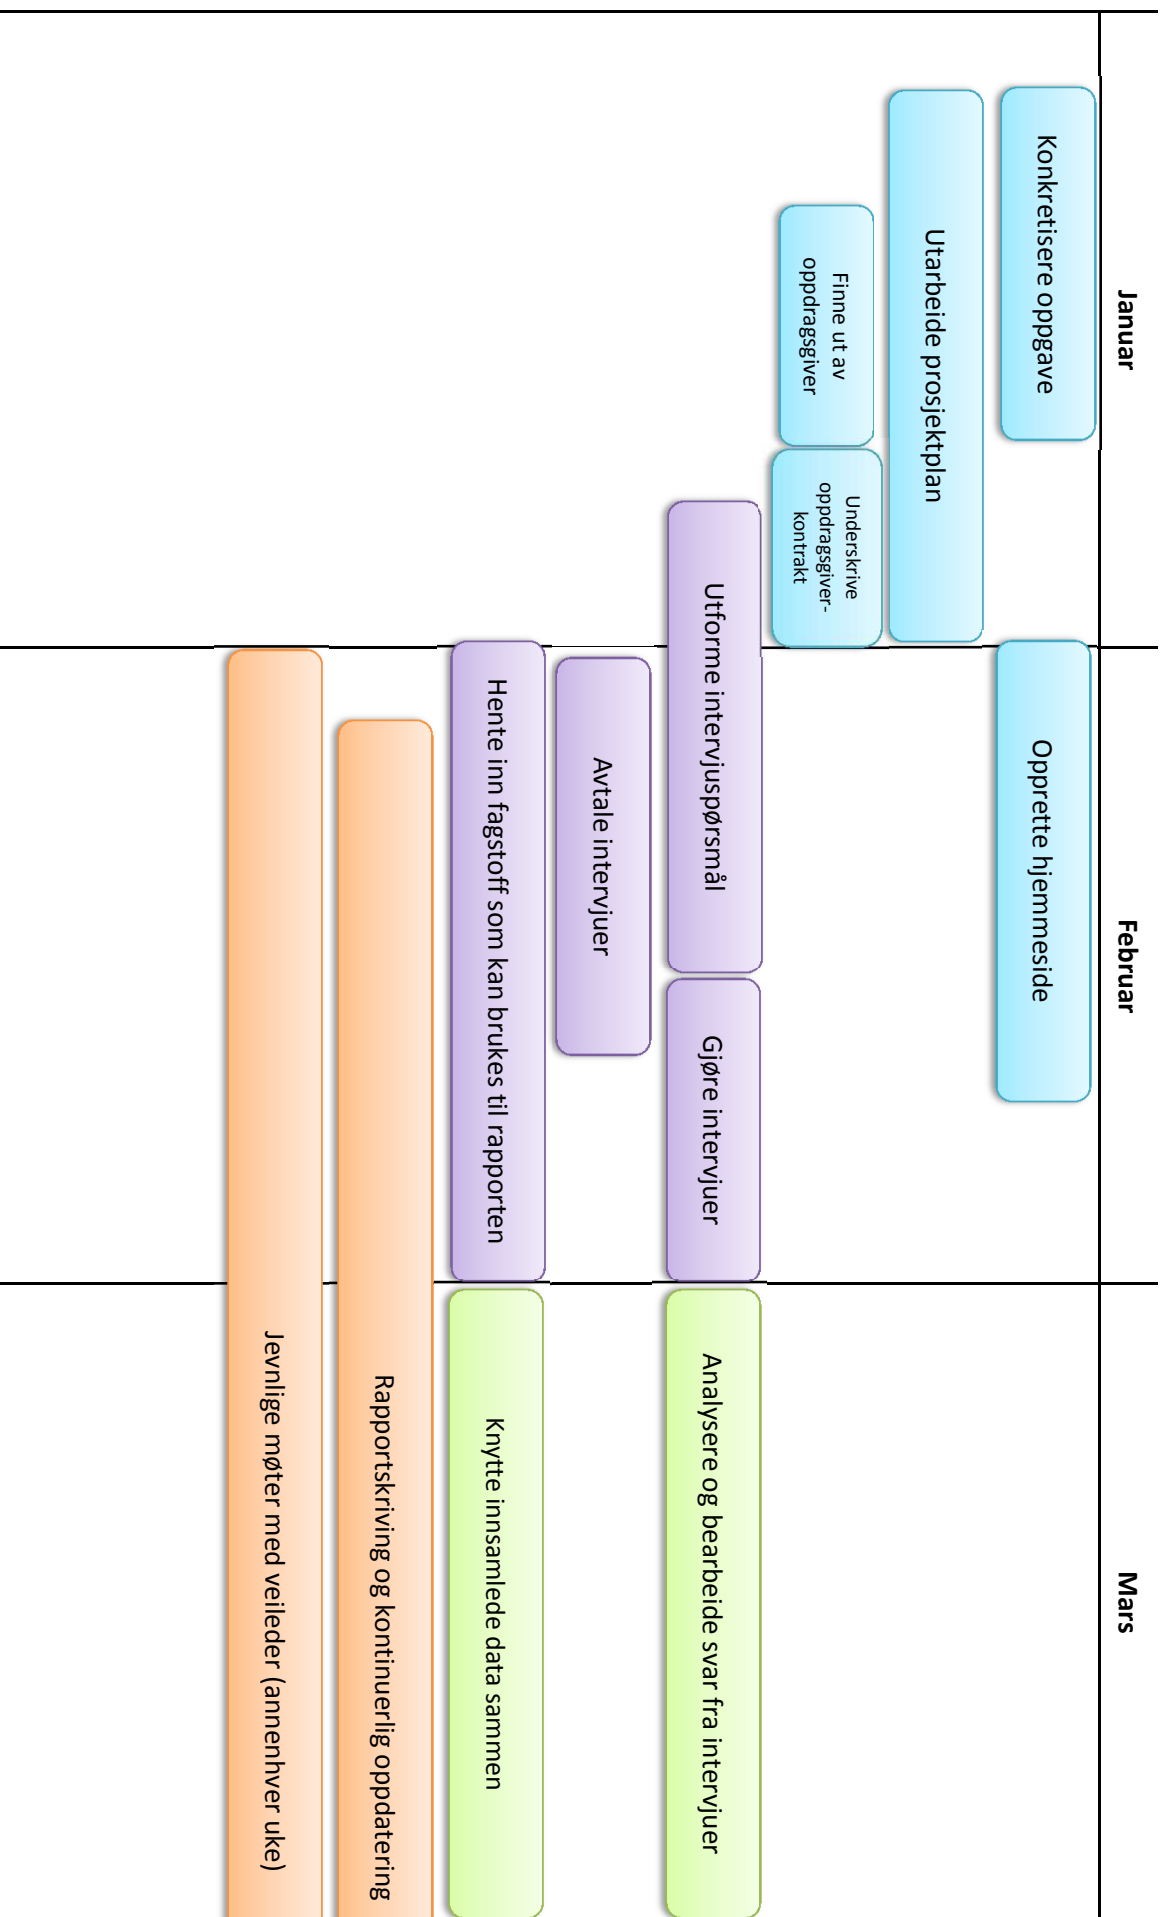 Januar
Februar
Mars
Konkretisere oppgave
Opprette hjemmeside
Utarbeide prosjektplan
Finne ut av
oppdragsgiver
Underskrive
oppdragsgiver-
kontrakt
Utforme intervjuspørsmål
Gjøre intervjuer
Analysere og bearbeide svar fra intervjuer
Avtale intervjuer
Hente inn fagstoff som kan brukes til rapporten
Knytte innsamlede data sammen
Rapportskriving og kontinuerlig oppdatering
Jevnlige møter med veileder (annenhver uke)